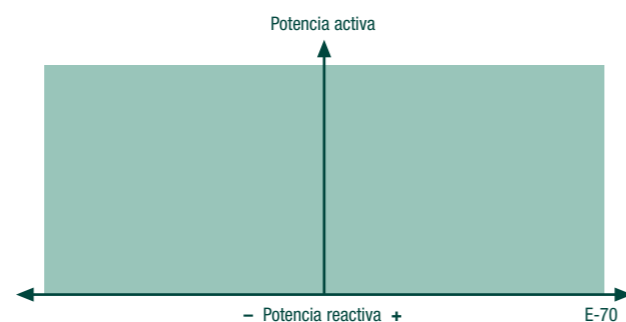 Potencia activa
− Potencia reactiva +
E-70